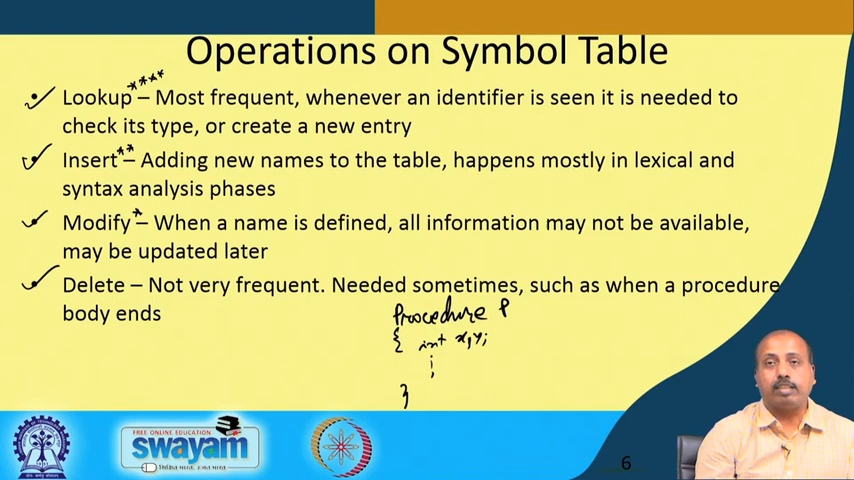 Operations on Symbol Table
****
Lookup – Most frequent, whenever an identifier is seen it is needed to
check its type, or create a new entry
**
Insert – Adding new names to the table, happens mostly in lexical and
syntax analysis phases
*
Modify – When a name is defined, all information may not be available,
may be updated later
Delete – Not very frequent. Needed sometimes, such as when a procedure
body ends
Procedure P
{ int x,y;
}
FREE ONLINE EDUCATION
swayam
6